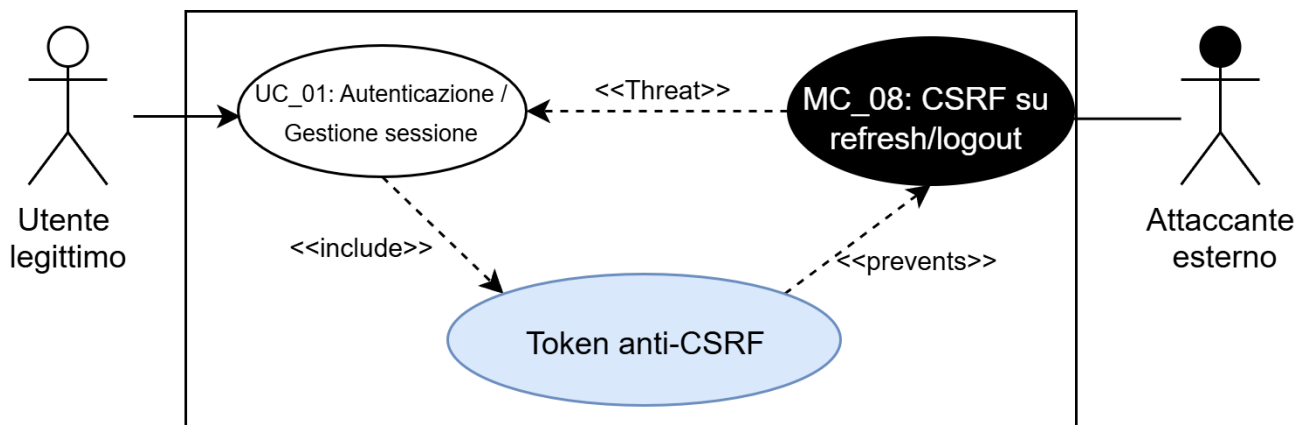 UC_01: Autenticazione /
Gestione sessione
<<Threat>>
MC_08: CSRF su
refresh/logout
Utente
legittimo
<<include>>
<<prevents>>
Attaccante
esterno
Token anti-CSRF